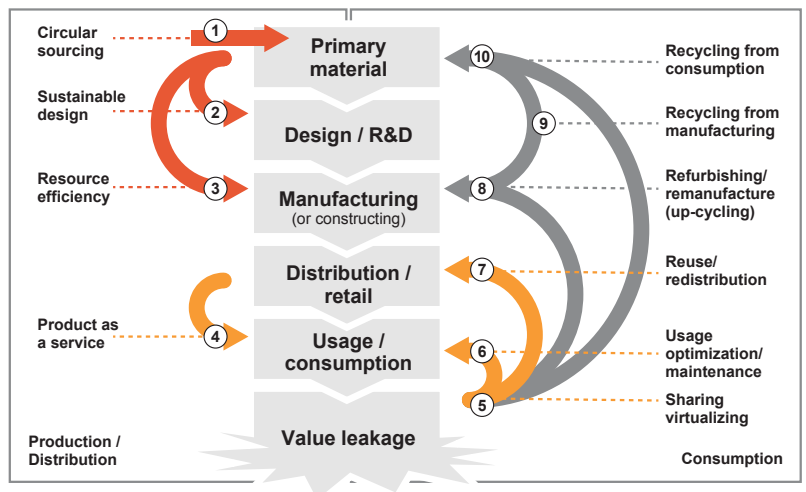 Circular
sourcing
1
Primary
material
10
Recycling from
consumption
Sustainable
design
2
Design / R&D
9
Recycling from
manufacturing
Resource
efficiency
3
Manufacturing
(or constructing)
8
Refurbishing/
remanufacture
(up-cycling)
Distribution /
retail
7
Reuse/
redistribution
Product as
a service
4
Usage /
consumption
6
Usage
optimization/
maintenance
5
Sharing
virtualizing
Value leakage
Production /
Distribution
Consumption